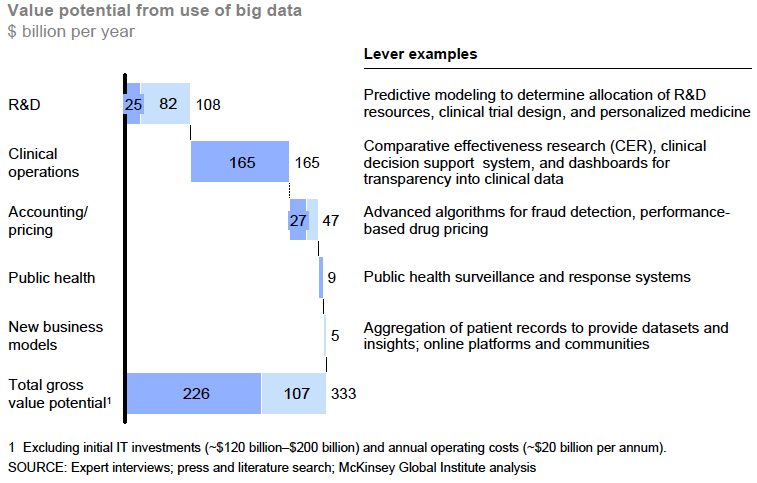 Value potential from use of big data
$ billion per year
Lever examples
R&D
25 82 108
Predictive modeling to determine allocation of R&D
resources, clinical trial design, and personalized medicine
Clinical
operations
165 165
Comparative effectiveness research (CER), clinical
decision support system, and dashboards for
transparency into clinical data
Accounting/
pricing
27 47
Advanced algorithms for fraud detection, performance-
based drug pricing
Public health
9
Public health surveillance and response systems
New business
models
5
Aggregation of patient records to provide datasets and
insights; online platforms and communities
Total gross
value potential¹
226 107 333
1 Excluding initial IT investments (~$120 billion–$200 billion) and annual operating costs (~$20 billion per annum).
SOURCE: Expert interviews; press and literature search; McKinsey Global Institute analysis